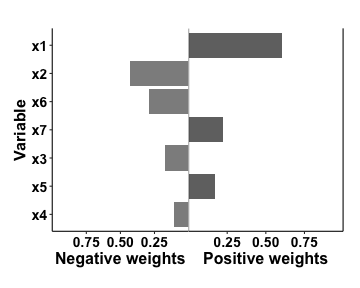 Variable
x1
x2
x6
x7
x3
x5
x4
0.75 0.50 0.25 0.25 0.50 0.75
Negative weights Positive weights